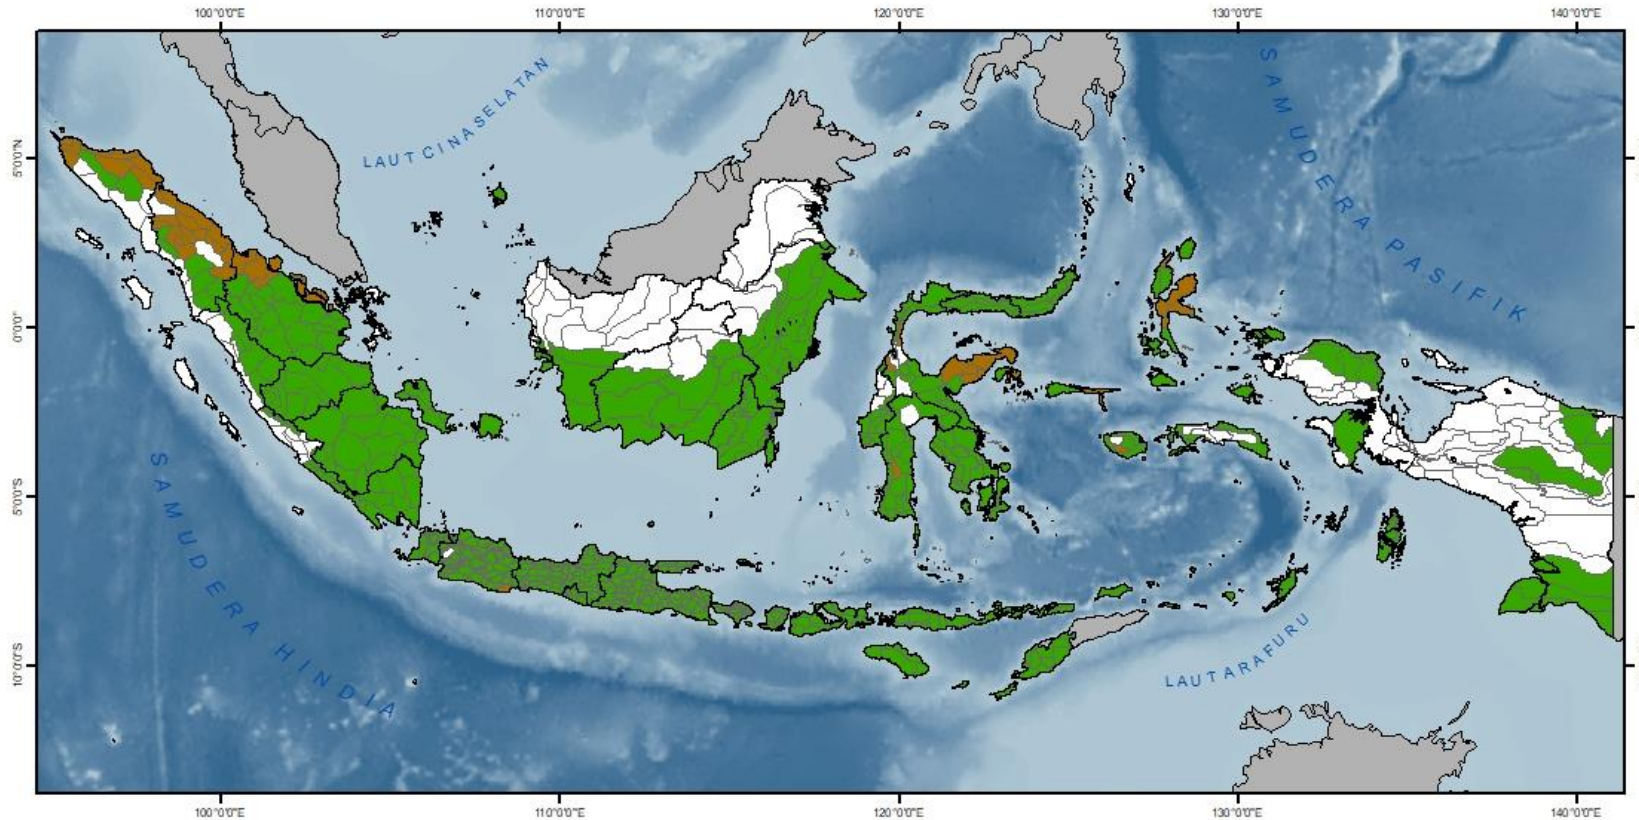 100°0'0"E
110°0'0"E
120°0'0"E
130°0'0"E
140°0'0"E
5°0'0"N
0°0'0"
5°0'0"S
10°0'0"S
LAUT CINA SELATAN
SAMUDERA PASIFIK
SAMUDERA HINDIA
LAUT ARAFURU
100°0'0"E
110°0'0"E
120°0'0"E
130°0'0"E
140°0'0"E